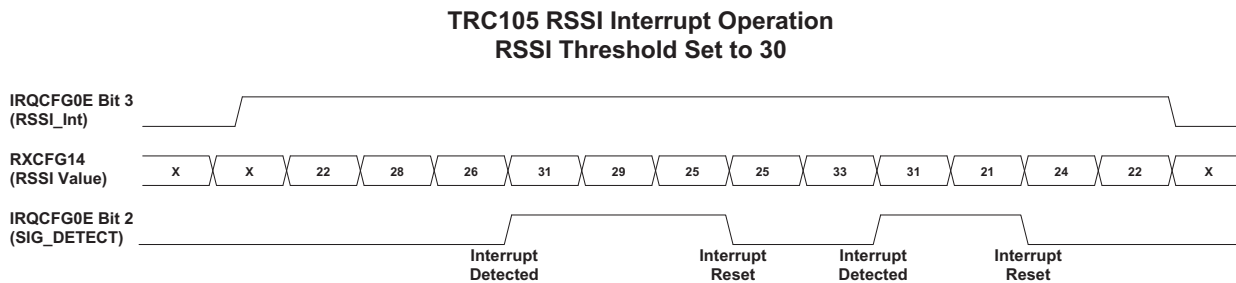 TRC105 RSSI Interrupt Operation
RSSI Threshold Set to 30
IRQCFG0E Bit 3
(RSSI_Int)
RXCFG14
(RSSI Value)
X X 22 28 26 31 29 25 25 33 31 21 24 22 X
IRQCFG0E Bit 2
(SIG_DETECT)
Interrupt Interrupt Interrupt Interrupt
Detected Reset Detected Reset